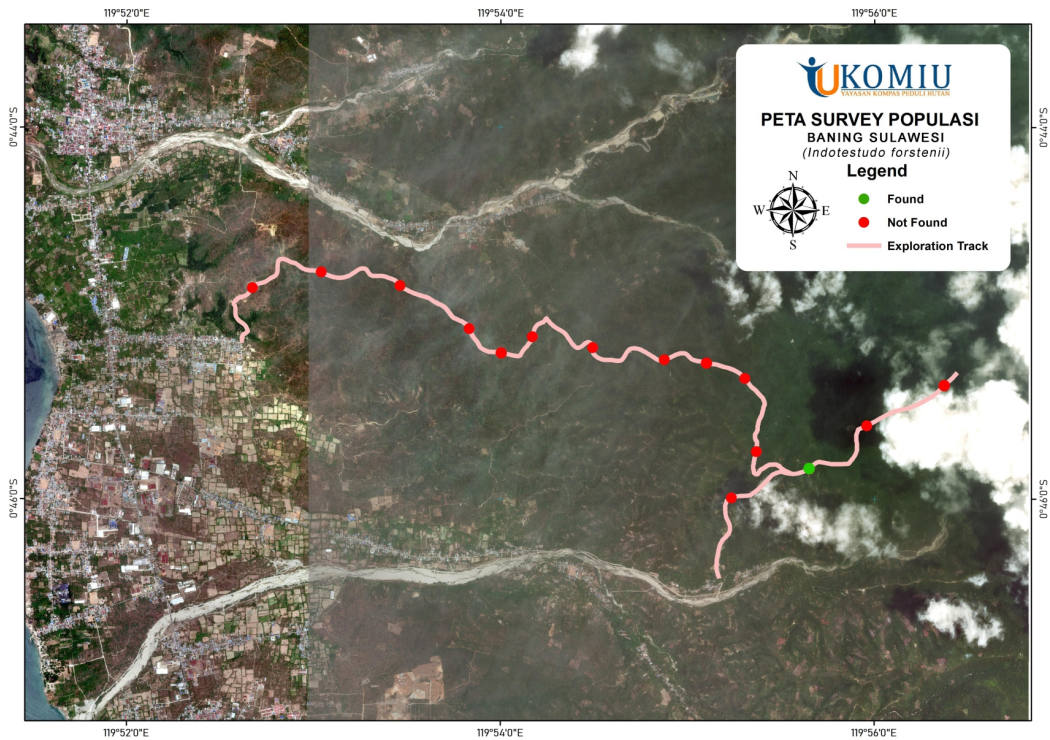 119°52'0"E
119°54'0"E
119°56'0"E
0°44'0"S
0°44'0"S
UKOMIU
YAYASAN KOMPAS PEDULI HUTAN
PETA SURVEY POPULASI
BANING SULAWESI
(Indotestudo forstenii)
Legend
N
W
E
S
Found
Not Found
Exploration Track
0°46'0"S
0°46'0"S
119°52'0"E
119°54'0"E
119°56'0"E